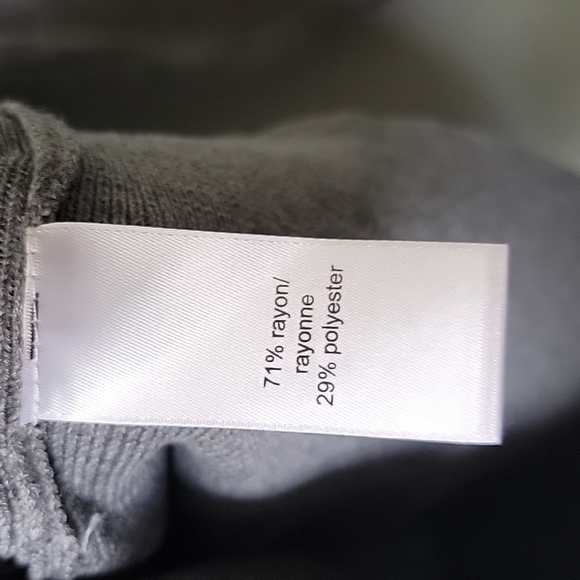 71% rayon/
rayonne
29% polyester